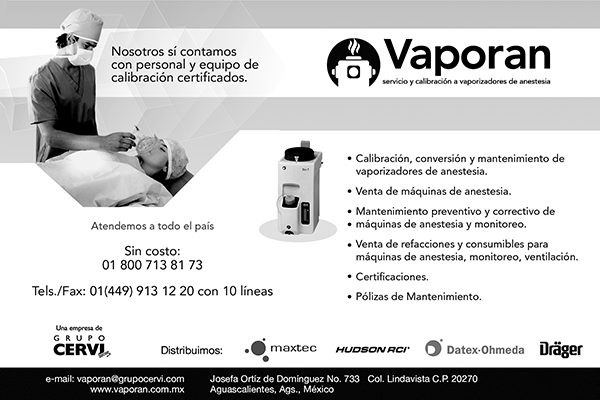 Nosotros sí contamos
con personal y equipo de
calibración certificados.
Vaporan
servicio y calibración a vaporizadores de anestesia
• Calibración, conversión y mantenimiento de
vaporizadores de anestesia.
• Venta de máquinas de anestesia.
• Mantenimiento preventivo y correctivo de
• máquinas de anestesia y monitoreo.
• Venta de refacciones y consumibles para
máquinas de anestesia, monitoreo, ventilación.
• Certificaciones.
• Pólizas de Mantenimiento.
Atendemos a todo el país
Sin costo:
01 800 713 81 73
Tels./Fax: 01(449) 913 12 20 con 10 líneas
Una empresa de
GRUPO
CERVI
Distribuimos:
maxtec
HUDSON RCI®
Datex-Ohmeda
Dräger
e-mail: vaporan@grupocervi.com
www.vaporan.com.mx
Josefa Ortíz de Domínguez No. 733 Col. Lindavista C.P. 20270
Aguascalientes, Ags., México